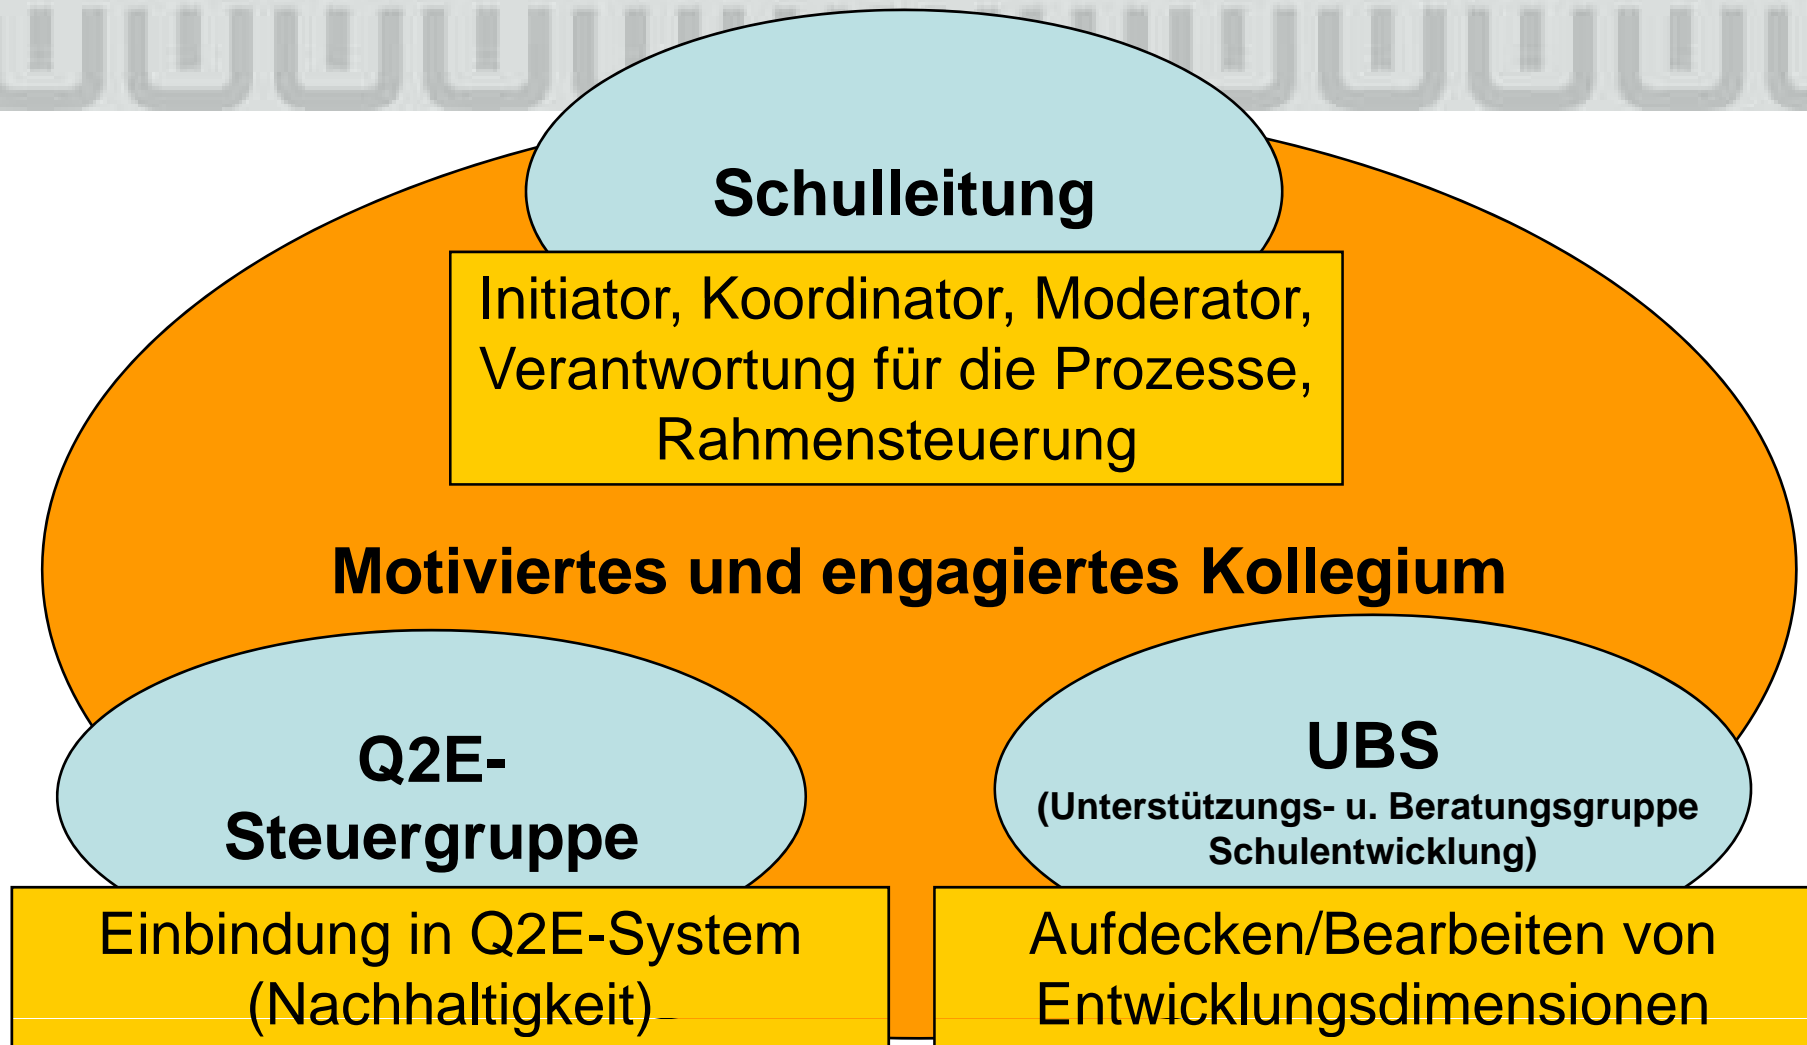 Schulleitung
Initiator, Koordinator, Moderator,
Verantwortung für die Prozesse,
Rahmensteuerung
Motiviertes und engagiertes Kollegium
Q2E-
Steuergruppe
Einbindung in Q2E-System
(Nachhaltigkeit)
UBS
(Unterstützungs- u. Beratungsgruppe
Schulentwicklung)
Aufdecken/Bearbeiten von
Entwicklungsdimensionen